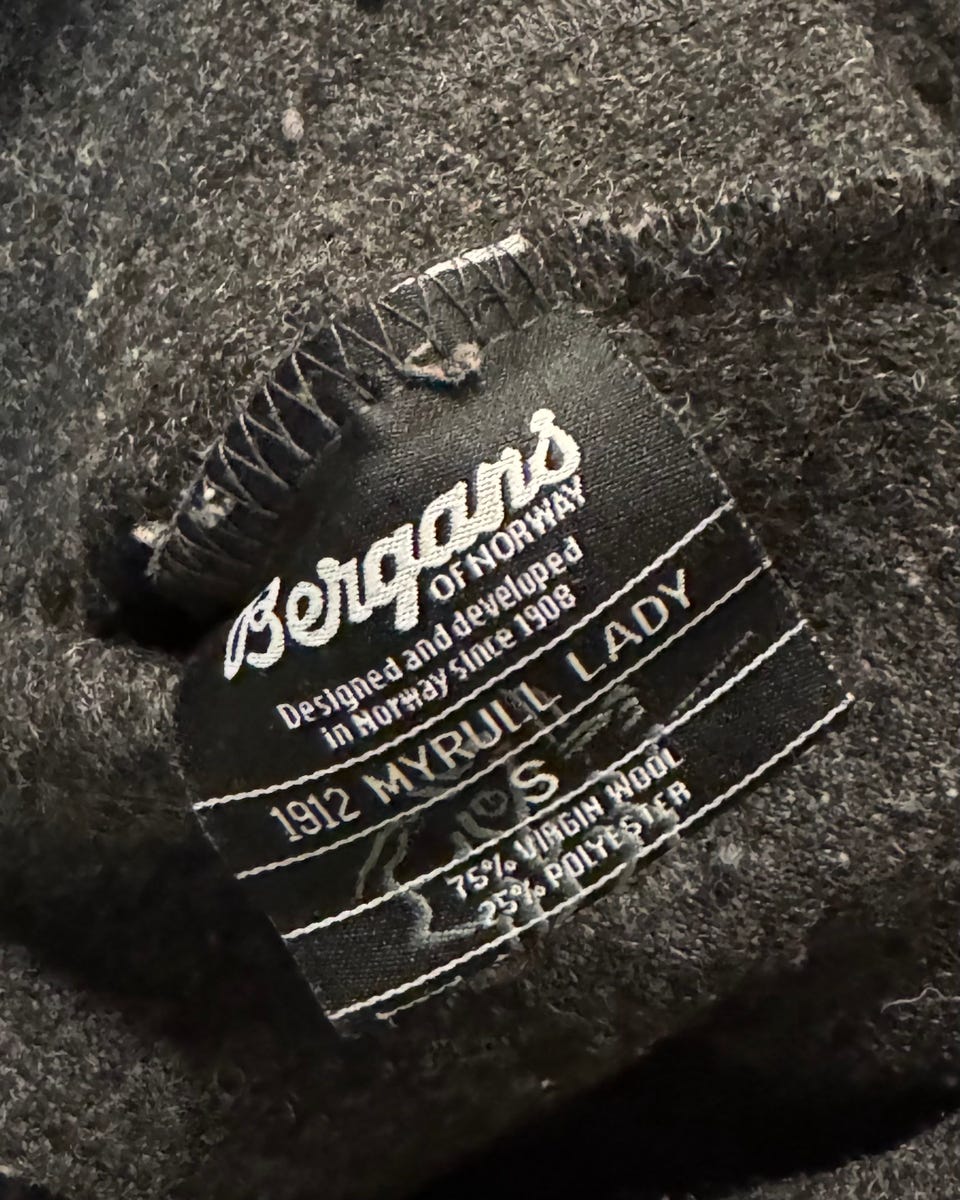 Bergans
OF NORWAY
Designed and developed
in Norway since 1908
1912 MYRULL LADY
S
75% VIRGIN WOOL
25% POLYESTER